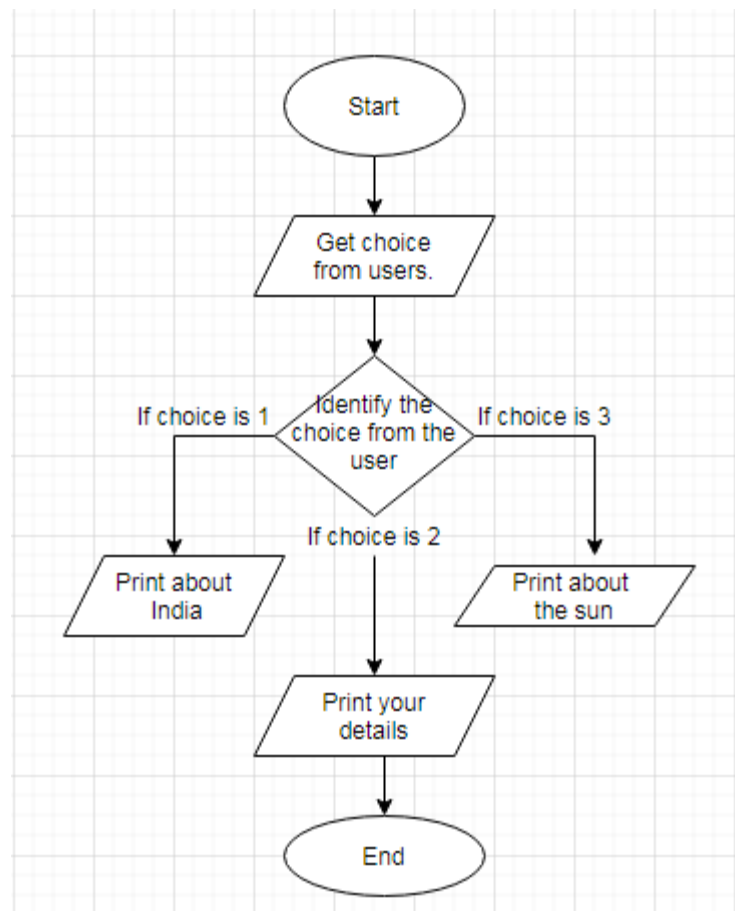 Start
Get choice
from users.
Identify the
choice from the
user
If choice is 1
If choice is 3
If choice is 2
Print about
India
Print about
the sun
Print your
details
End